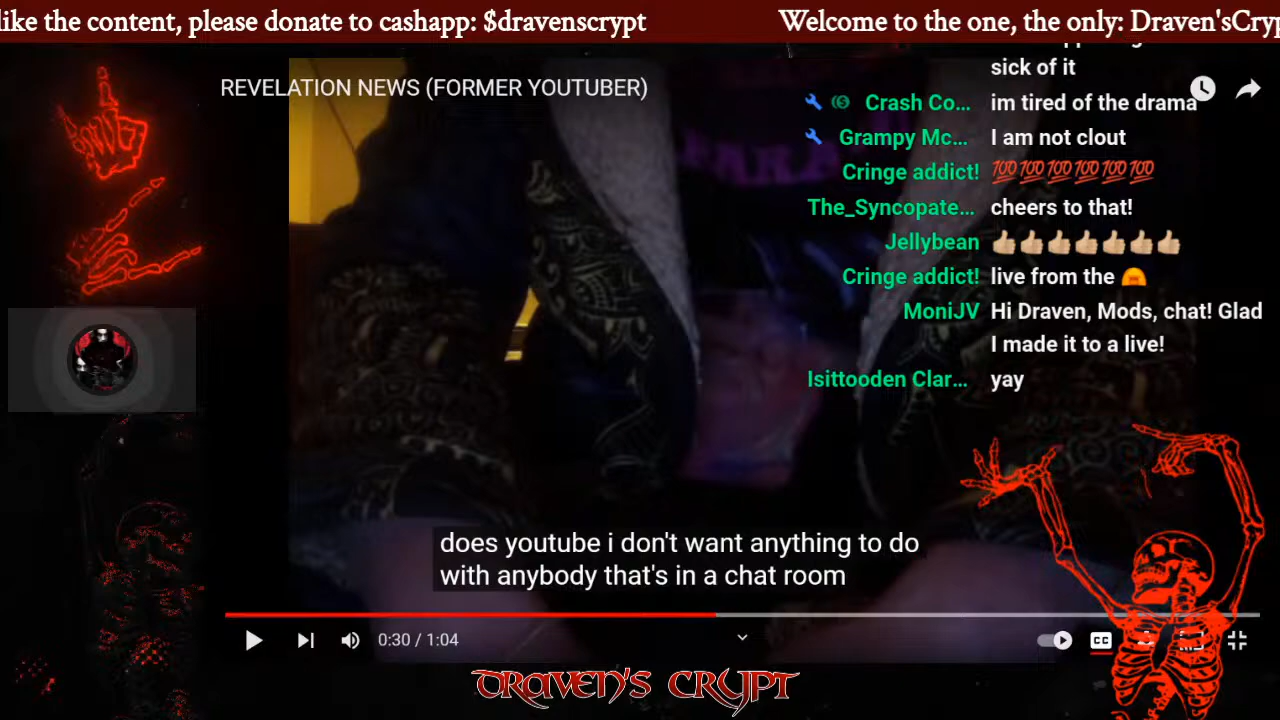 like the content, please donate to cashapp: $dravenscrypt
Welcome to the one, the only: Draven'sCryp
REVELATION NEWS (FORMER YOUTUBER)
sick of it
Crash Co... im tired of the drama
Grampy Mc... I am not clout
Cringe addict! 💯💯💯💯💯💯
The_Syncopate... cheers to that!
Jellybean 👍🏼👍🏼👍🏼👍🏼👍🏼👍🏼👍🏼
Cringe addict! live from the
MoniJV Hi Draven, Mods, chat! Glad
I made it to a live!
Isittooden Clar... yay
does youtube i don't want anything to do
with anybody that's in a chat room
0:30 / 1:04
CC
DRAVEN'S CRYPT